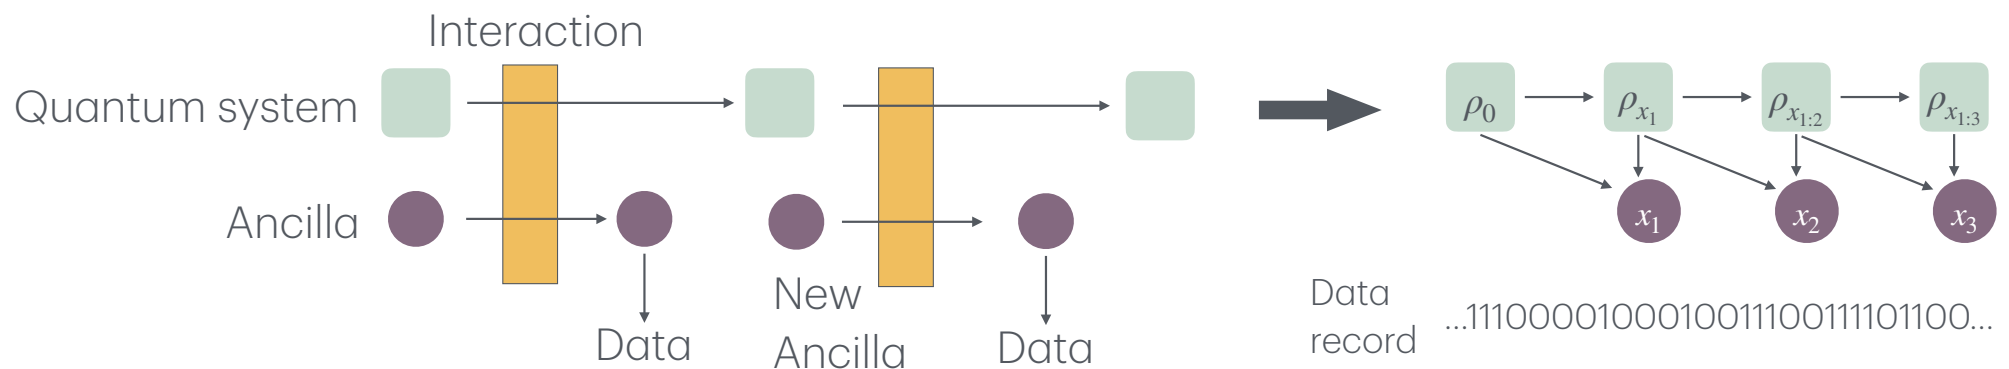 Interaction
Quantum system
Ancilla
Data
New
Ancilla
Data
ρ₀ ρₓ₁ ρₓ₁:₂ ρₓ₁:₃
x₁ x₂ x₃
Data
record
...1110000100010011100111101100...